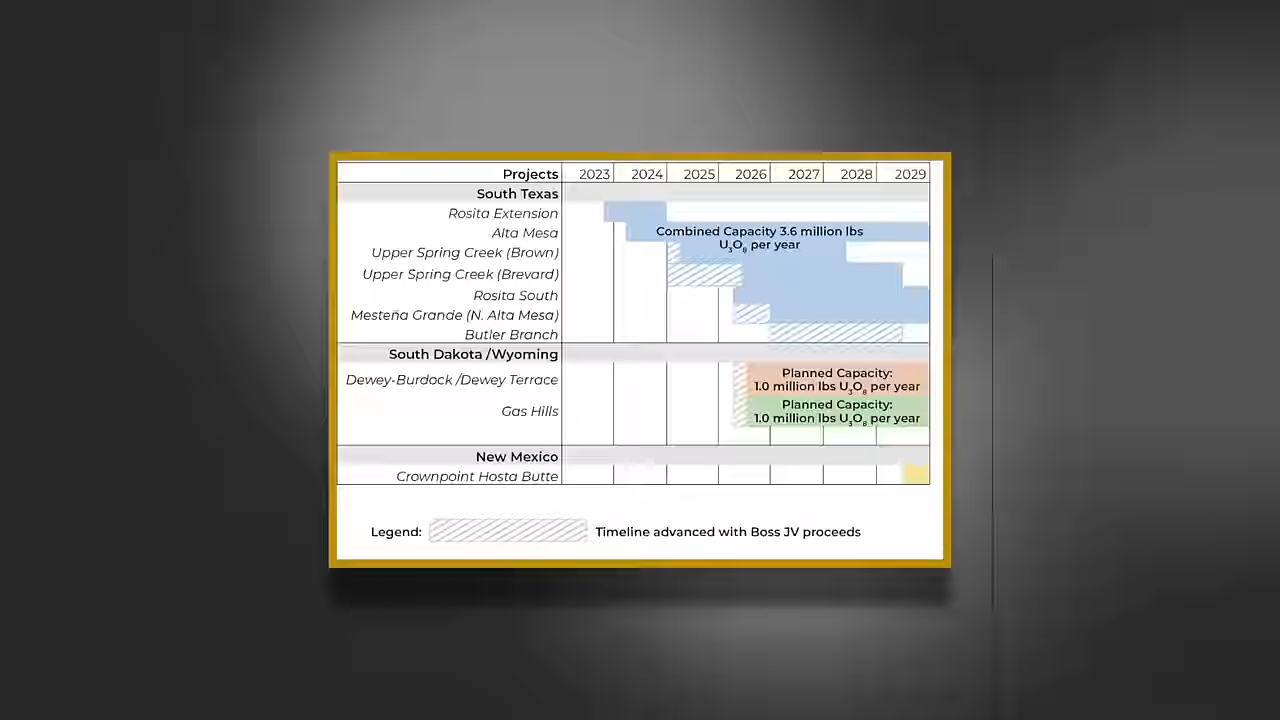 Projects 2023 2024 2025 2026 2027 2028 2029
South Texas
Rosita Extension
Alta Mesa
Combined Capacity 3.6 million lbs
U₃O₈ per year
Upper Spring Creek (Brown)
Upper Spring Creek (Brevard)
Rosita South
Mesteña Grande (N. Alta Mesa)
Butler Branch
South Dakota /Wyoming
Dewey-Burdock /Dewey Terrace
Planned Capacity:
1.0 million lbs U₃O₈ per year
Gas Hills
Planned Capacity:
1.0 million lbs U₃O₈ per year
New Mexico
Crownpoint Hosta Butte
Legend: Timeline advanced with Boss JV proceeds